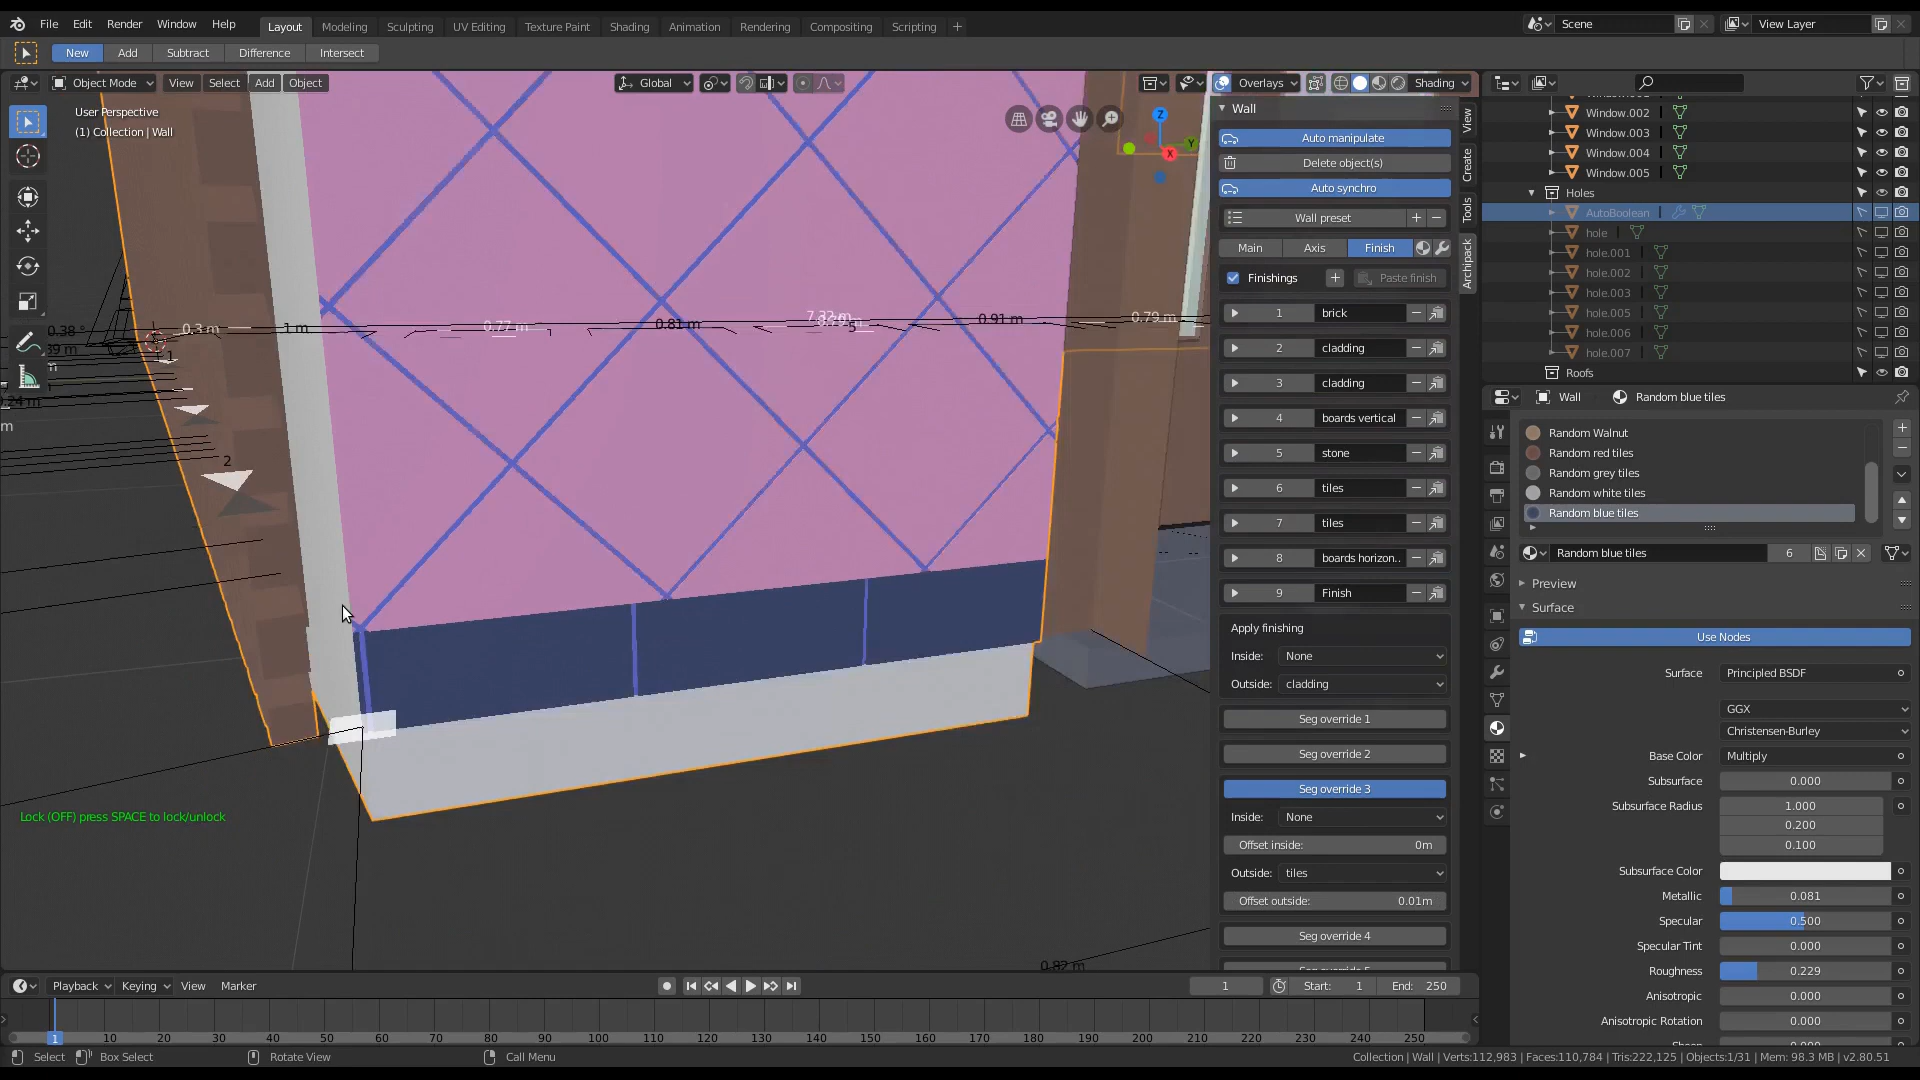 File Edit Render Window Help Layout Modeling Sculpting UV Editing Texture Paint Shading Animation Rendering Compositing Scripting + Scene View Layer
New Add Subtract Difference Intersect
Object Mode View Select Add Object Global Overlays Shading
User Perspective
(1) Collection | Wall
Z
Y
X
0.3 m
1 m
0.77 m
0.81 m
7.32 m
5
0.91 m
0.79 m
0.38 °
1
2
0.24 m
m
0.82 m
Lock (OFF) press SPACE to lock/unlock
Wall
Auto manipulate
Delete object(s)
Auto synchro
Wall preset
Main Axis Finish
Finishings Paste finish
1 brick
2 cladding
3 cladding
4 boards vertical
5 stone
6 tiles
7 tiles
8 boards horizon..
9 Finish
Apply finishing
Inside: None
Outside: cladding
Seg override 1
Seg override 2
Seg override 3
Inside: None
Offset inside: 0m
Outside: tiles
Offset outside: 0.01m
Seg override 4
View
Create
Tools
Archipack
Window.002
Window.003
Window.004
Window.005
Holes
AutoBoolean
hole
hole.001
hole.002
hole.003
hole.005
hole.006
hole.007
Roofs
Wall Random blue tiles
Random Walnut
Random red tiles
Random grey tiles
Random white tiles
Random blue tiles
Random blue tiles 6
Preview
Surface
Use Nodes
Surface Principled BSDF
GGX
Christensen-Burley
Base Color Multiply
Subsurface 0.000
Subsurface Radius 1.000
0.200
0.100
Subsurface Color
Metallic 0.081
Specular 0.500
Specular Tint 0.000
Roughness 0.229
Anisotropic 0.000
Anisotropic Rotation 0.000
Playback Keying View Marker 1 Start: 1 End: 250
1 10 20 30 40 50 60 70 80 90 100 110 120 130 140 150 160 170 180 190 200 210 220 230 240 250
Select Box Select Rotate View Call Menu Collection | Wall | Verts:112,983 | Faces:110,784 | Tris:222,125 | Objects:1/31 | Mem: 98.3 MB | v2.80.51